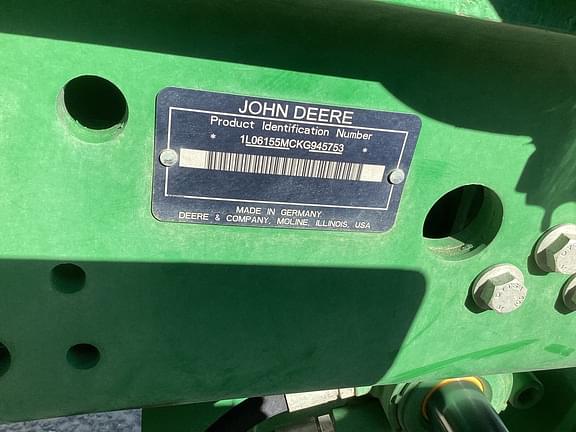 JOHN DEERE
Product Identification Number
* 1L06155MCKG945753 *
MADE IN GERMANY
DEERE & COMPANY, MOLINE, ILLINOIS, USA